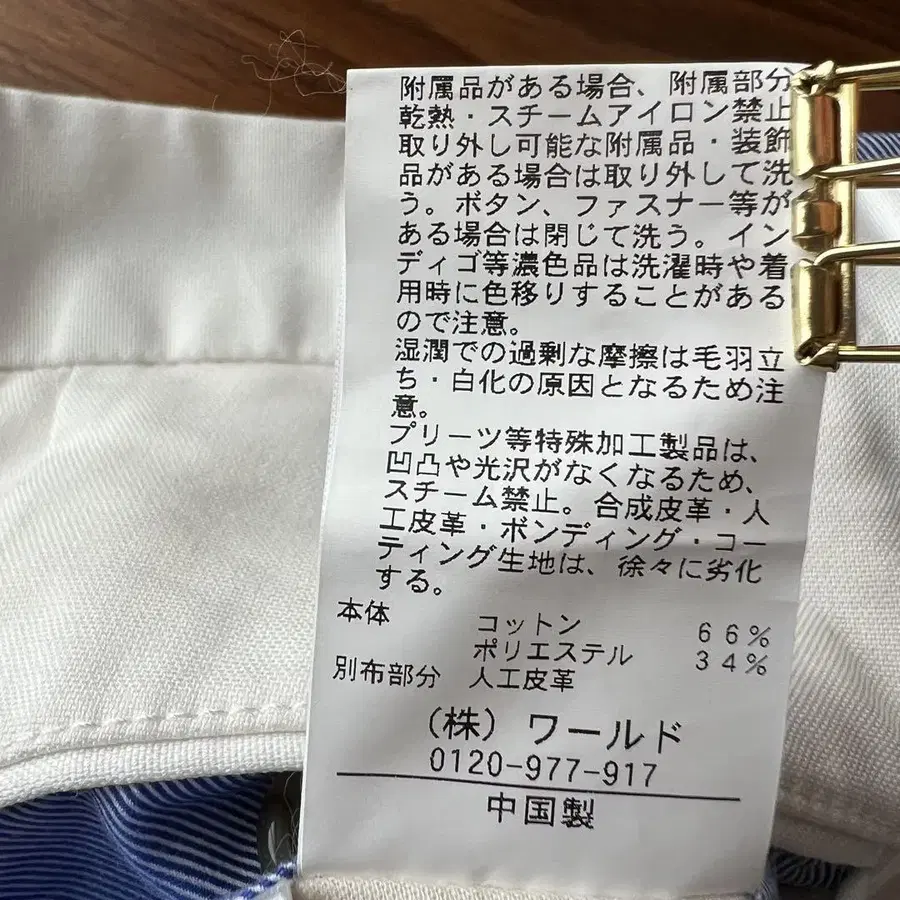 附属品がある場合、附属部分
乾熱・スチームアイロン禁止
取り外し可能な附属品・装飾
品がある場合は取り外して洗
う。ボタン、ファスナー等が
ある場合は閉じて洗う。イン
ディゴ等濃色品は洗濯時や着
用時に色移りすることがある
ので注意。
湿潤での過剰な摩擦は毛羽立
ち・白化の原因となるため注
意。
プリーツ等特殊加工製品は、
凹凸や光沢がなくなるため、
スチーム禁止。合成皮革・人
工皮革・ボンディング・コー
ティング生地は、徐々に劣化
する。
本体 コットン 66%
ポリエステル 34%
別布部分 人工皮革
(株) ワールド
0120-977-917
中国製